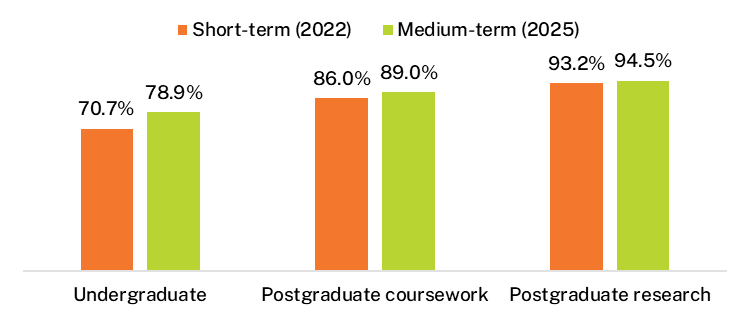 Short-term (2022) Medium-term (2025)
70.7% 78.9% 86.0% 89.0% 93.2% 94.5%
Undergraduate Postgraduate coursework Postgraduate research